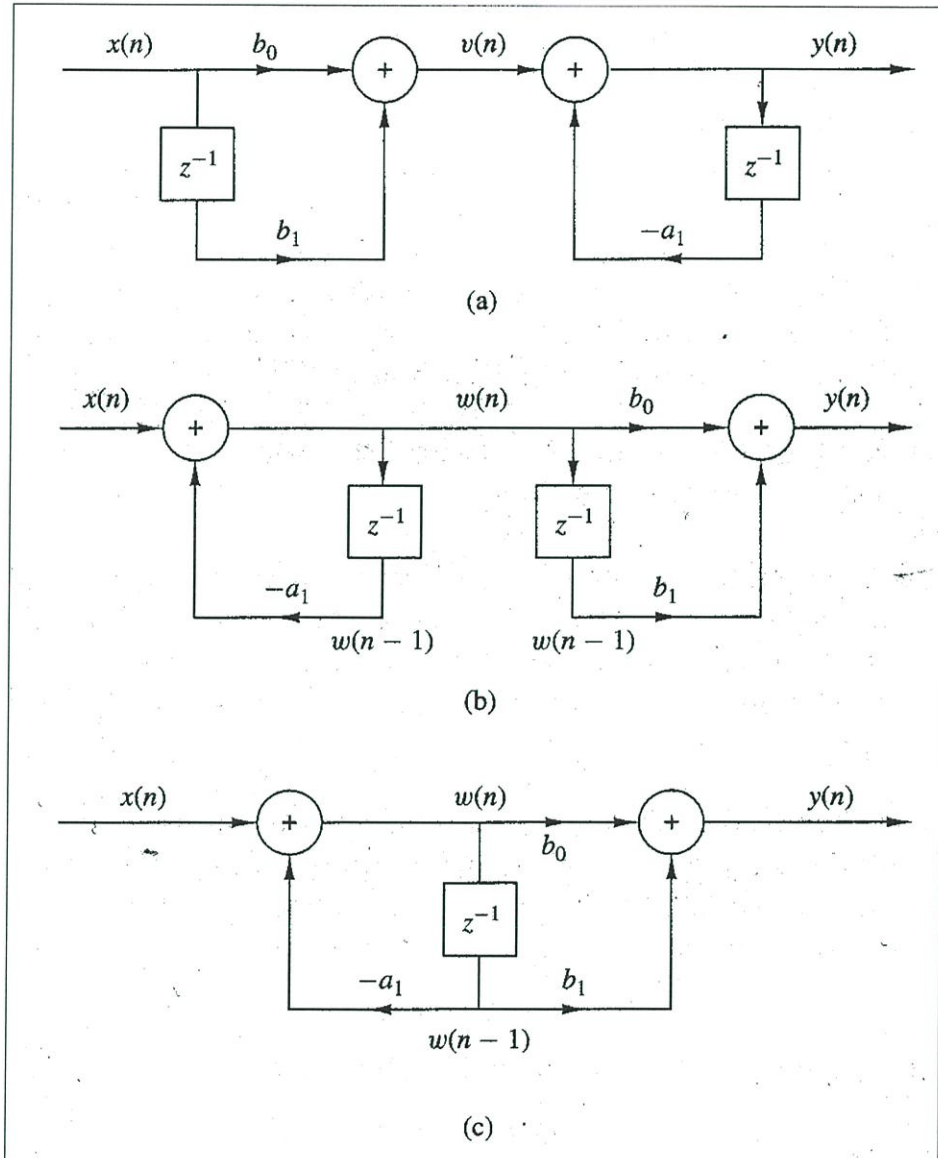 x(n) b₀ + v(n) + y(n)
z⁻¹ z⁻¹
b₁ −a₁
(a)
x(n) + w(n) b₀ + y(n)
z⁻¹ z⁻¹
−a₁ b₁
w(n − 1) w(n − 1)
(b)
x(n) + w(n) + y(n)
b₀
z⁻¹
−a₁ b₁
w(n − 1)
(c)